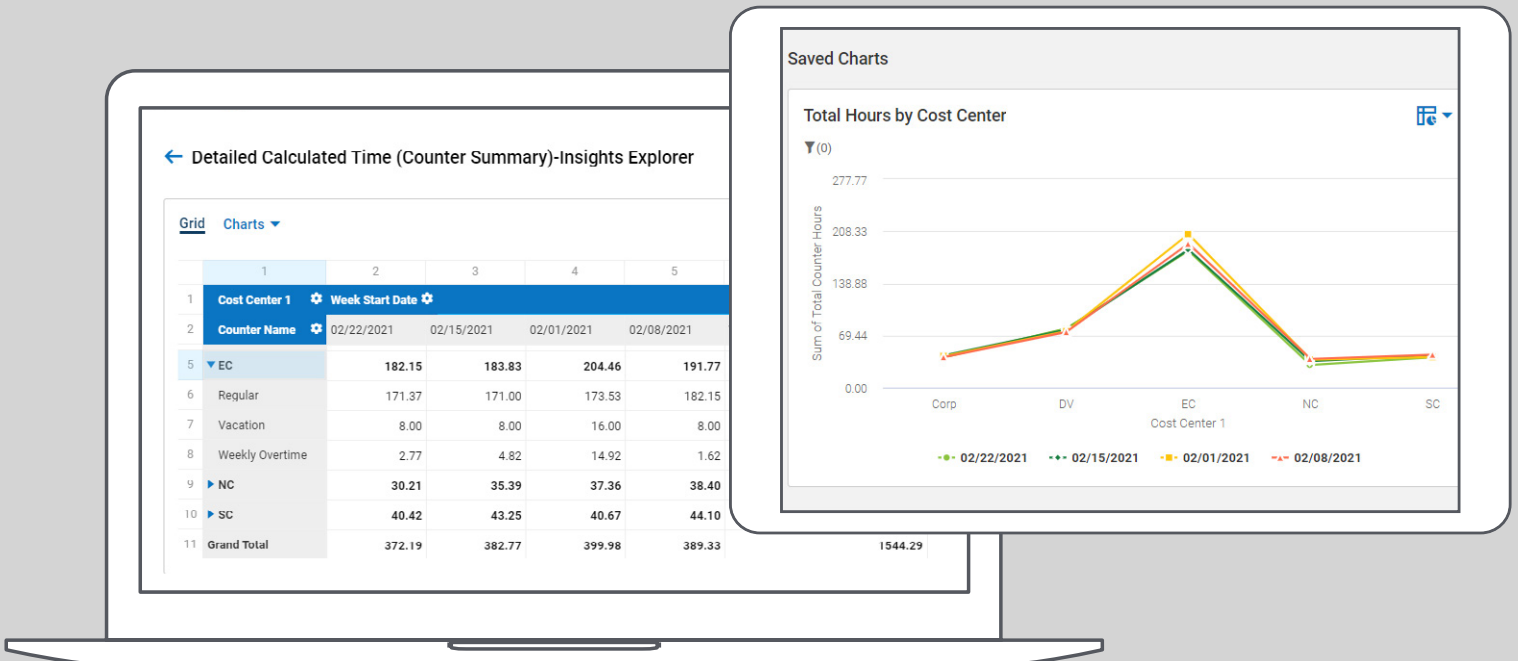 Detailed Calculated Time (Counter Summary)-Insights Explorer
Grid Charts
1 2 3 4 5
1 Cost Center 1 Week Start Date
2 Counter Name 02/22/2021 02/15/2021 02/01/2021 02/08/2021
5 EC 182.15 183.83 204.46 191.77
6 Regular 171.37 171.00 173.53 182.15
7 Vacation 8.00 8.00 16.00 8.00
8 Weekly Overtime 2.77 4.82 14.92 1.62
9 NC 30.21 35.39 37.36 38.40
10 SC 40.42 43.25 40.67 44.10
11 Grand Total 372.19 382.77 399.98 389.33 1544.29
Saved Charts
Total Hours by Cost Center
(0)
277.77
208.33
138.88
69.44
0.00
Sum of Total Counter Hours
Corp DV EC NC SC
Cost Center 1
02/22/2021 02/15/2021 02/01/2021 02/08/2021